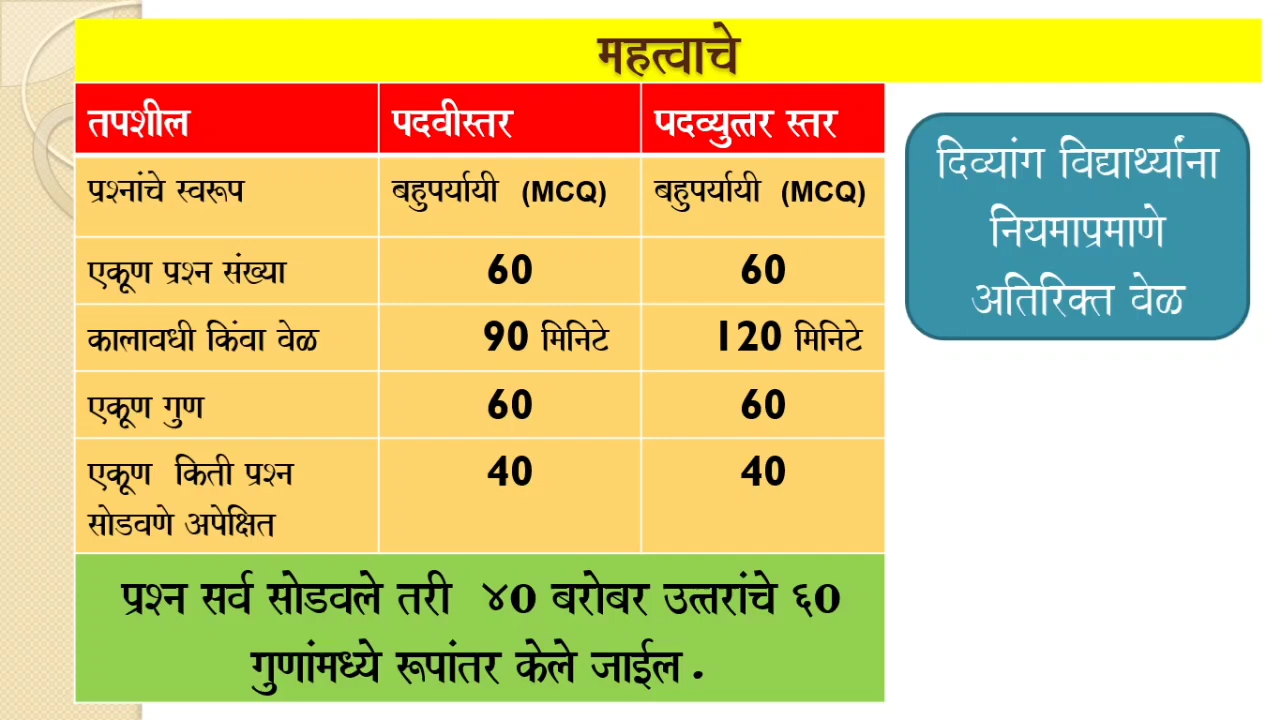 महत्वाचे
तपशील पदवीस्तर पदव्युत्तर स्तर
प्रश्नांचे स्वरूप बहुपर्यायी (MCQ) बहुपर्यायी (MCQ)
एकूण प्रश्न संख्या 60 60
कालावधी किंवा वेळ 90 मिनिटे 120 मिनिटे
एकूण गुण 60 60
एकूण किती प्रश्न 40 40
सोडवणे अपेक्षित
प्रश्न सर्व सोडवले तरी ४0 बरोबर उत्तरांचे ६0
गुणांमध्ये रूपांतर केले जाईल.
दिव्यांग विद्यार्थ्यांना
नियमाप्रमाणे
अतिरिक्त वेळ